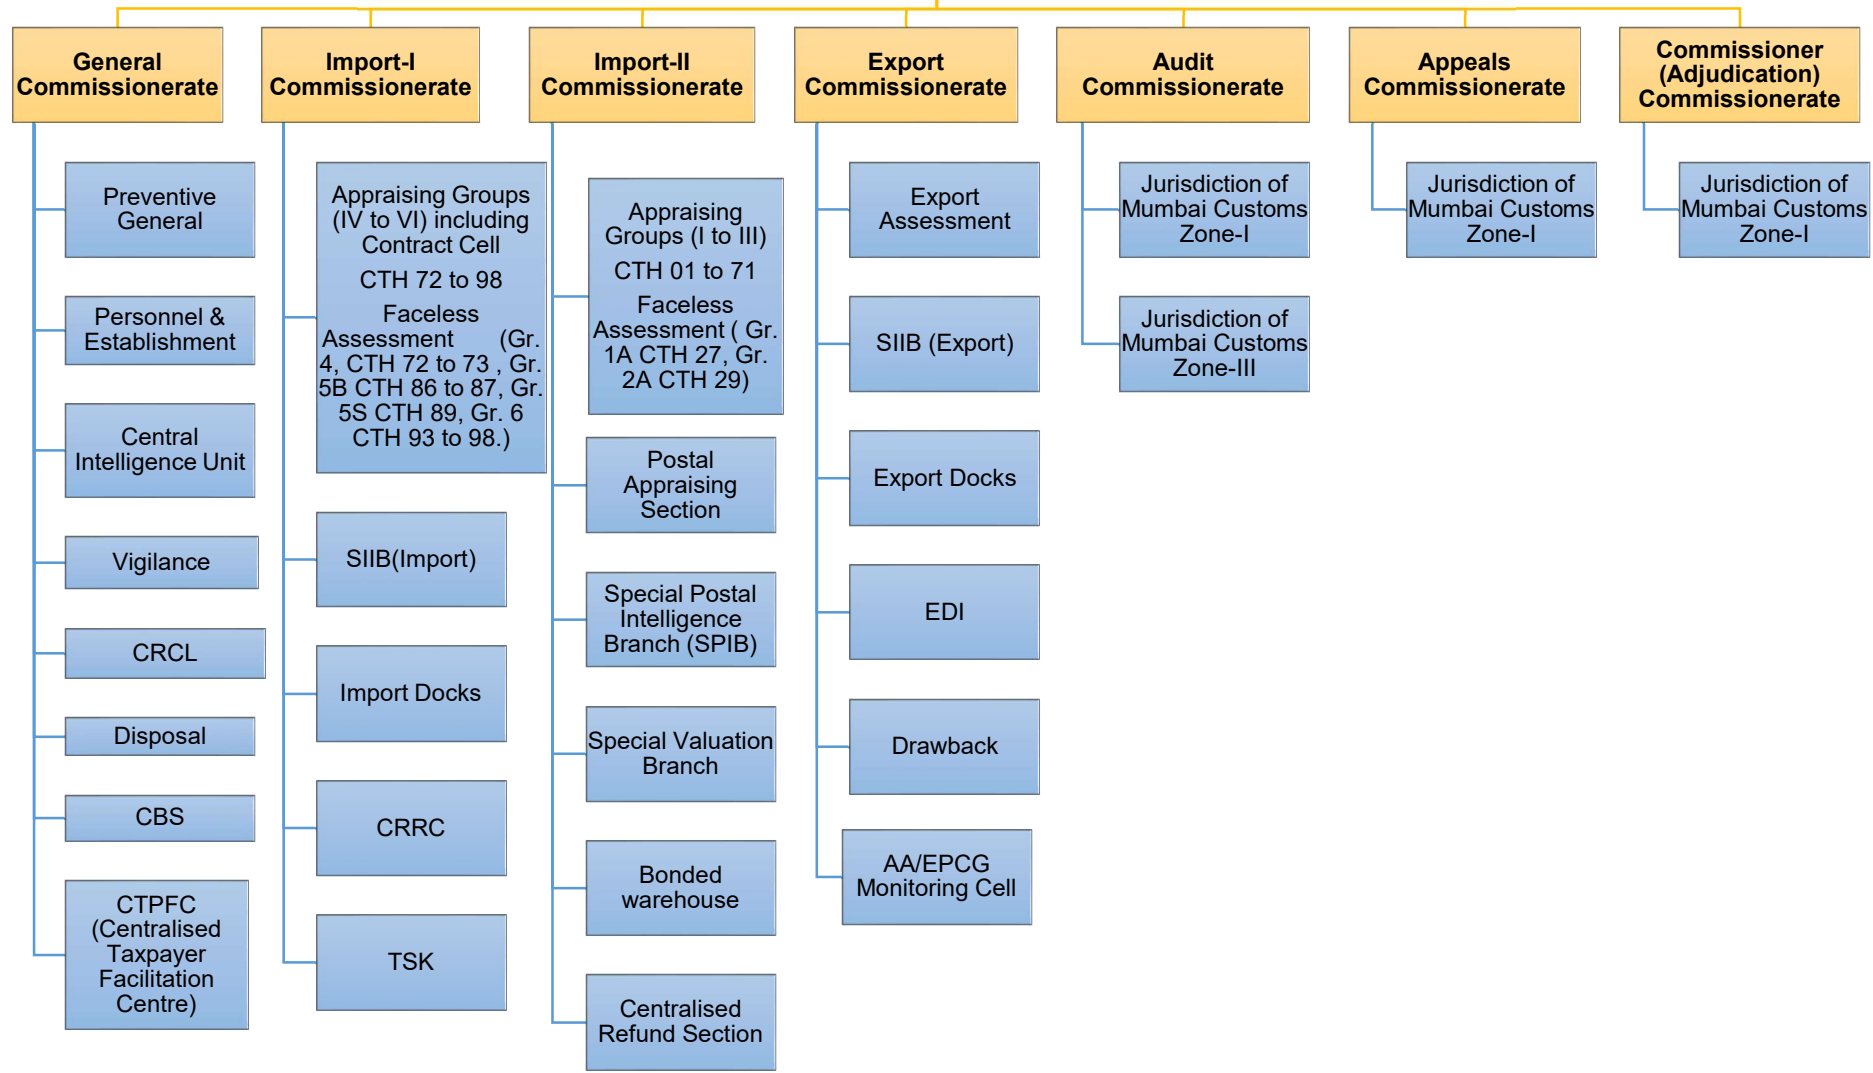 General
Commissionerate
Import-I
Commissionerate
Import-II
Commissionerate
Export
Commissionerate
Audit
Commissionerate
Appeals
Commissionerate
Commissioner
(Adjudication)
Commissionerate
Preventive
General
Personnel &
Establishment
Central
Intelligence Unit
Vigilance
CRCL
Disposal
CBS
CTPFC
(Centralised
Taxpayer
Facilitation
Centre)
Appraising Groups
(IV to VI) including
Contract Cell
CTH 72 to 98
Faceless
Assessment (Gr.
4, CTH 72 to 73 , Gr.
5B CTH 86 to 87, Gr.
5S CTH 89, Gr. 6
CTH 93 to 98.)
SIIB(Import)
Import Docks
CRRC
TSK
Appraising
Groups (I to III)
CTH 01 to 71
Faceless
Assessment ( Gr.
1A CTH 27, Gr.
2A CTH 29)
Postal
Appraising
Section
Special Postal
Intelligence
Branch (SPIB)
Special Valuation
Branch
Bonded
warehouse
Centralised
Refund Section
Export
Assessment
SIIB (Export)
Export Docks
EDI
Drawback
AA/EPCG
Monitoring Cell
Jurisdiction of
Mumbai Customs
Zone-I
Jurisdiction of
Mumbai Customs
Zone-III
Jurisdiction of
Mumbai Customs
Zone-I
Jurisdiction of
Mumbai Customs
Zone-I